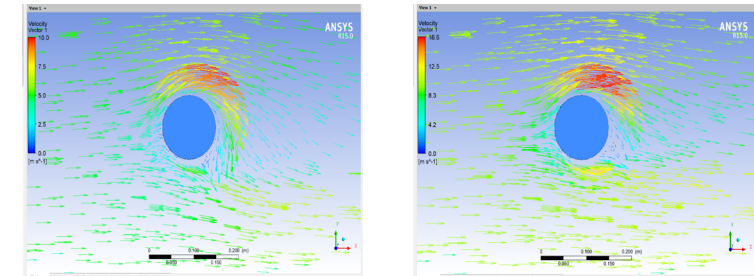 View 1
Velocity
Vector 1
10.0
7.5
5.0
2.5
0.0
[m s^-1]
ANSYS
R15.0
0 0.100 0.200 (m)
0.050 0.150
Y
X
View 1
Velocity
Vector 1
16.6
12.5
8.3
4.2
0.0
[m s^-1]
ANSYS
R15.0
0 0.100 0.200 (m)
0.050 0.150
Y
X